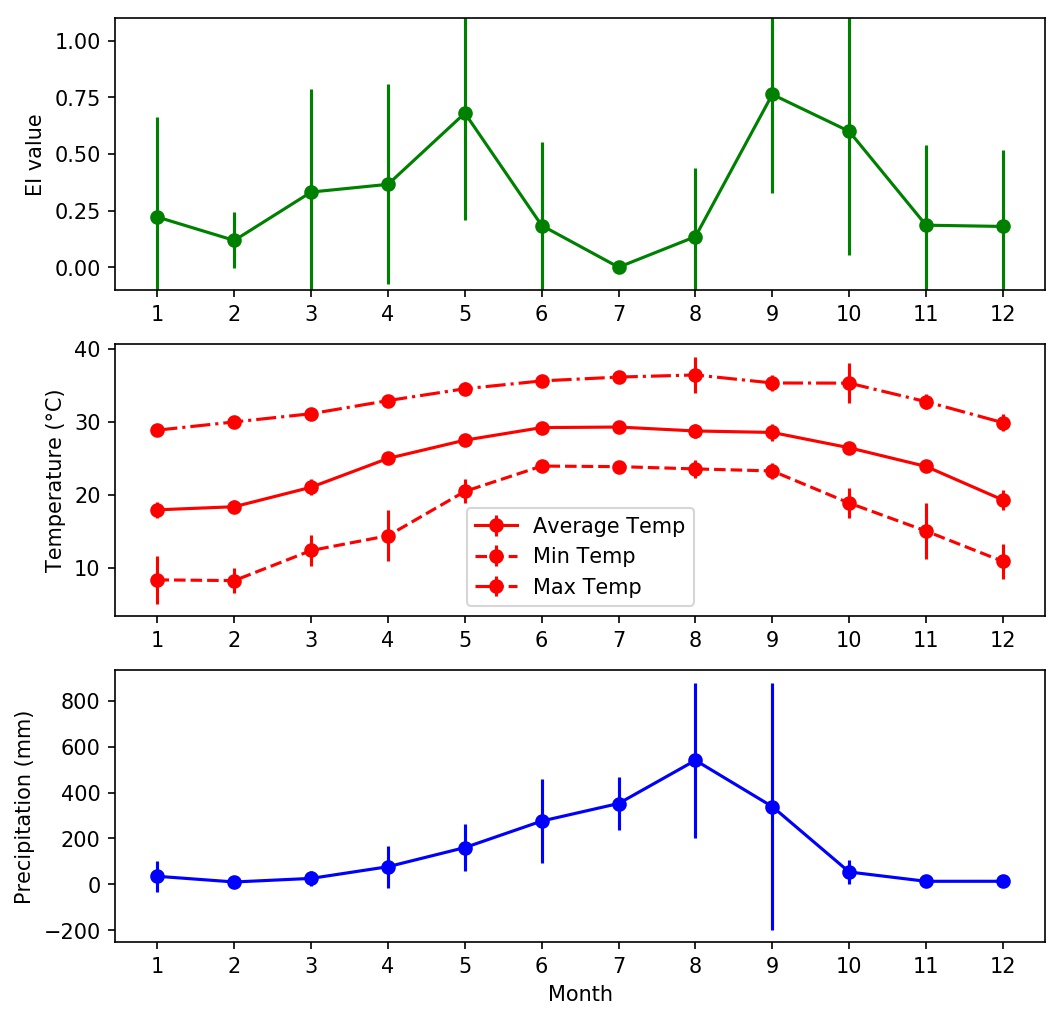 EI value
1.00
0.75
0.50
0.25
0.00
1 2 3 4 5 6 7 8 9 10 11 12
Temperature (°C)
40
30
20
10
Average Temp
Min Temp
Max Temp
1 2 3 4 5 6 7 8 9 10 11 12
Precipitation (mm)
800
600
400
200
0
−200
1 2 3 4 5 6 7 8 9 10 11 12
Month